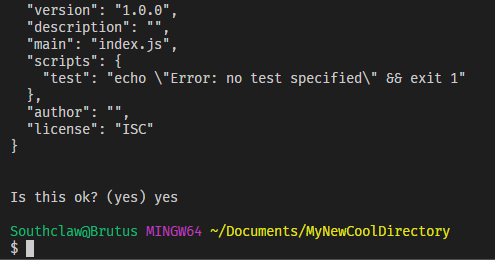 "version": "1.0.0",
"description": "",
"main": "index.js",
"scripts": {
"test": "echo \"Error: no test specified\" && exit 1"
},
"author": "",
"license": "ISC"
}
Is this ok? (yes) yes
Southclaw@Brutus MINGW64 ~/Documents/MyNewCoolDirectory
$